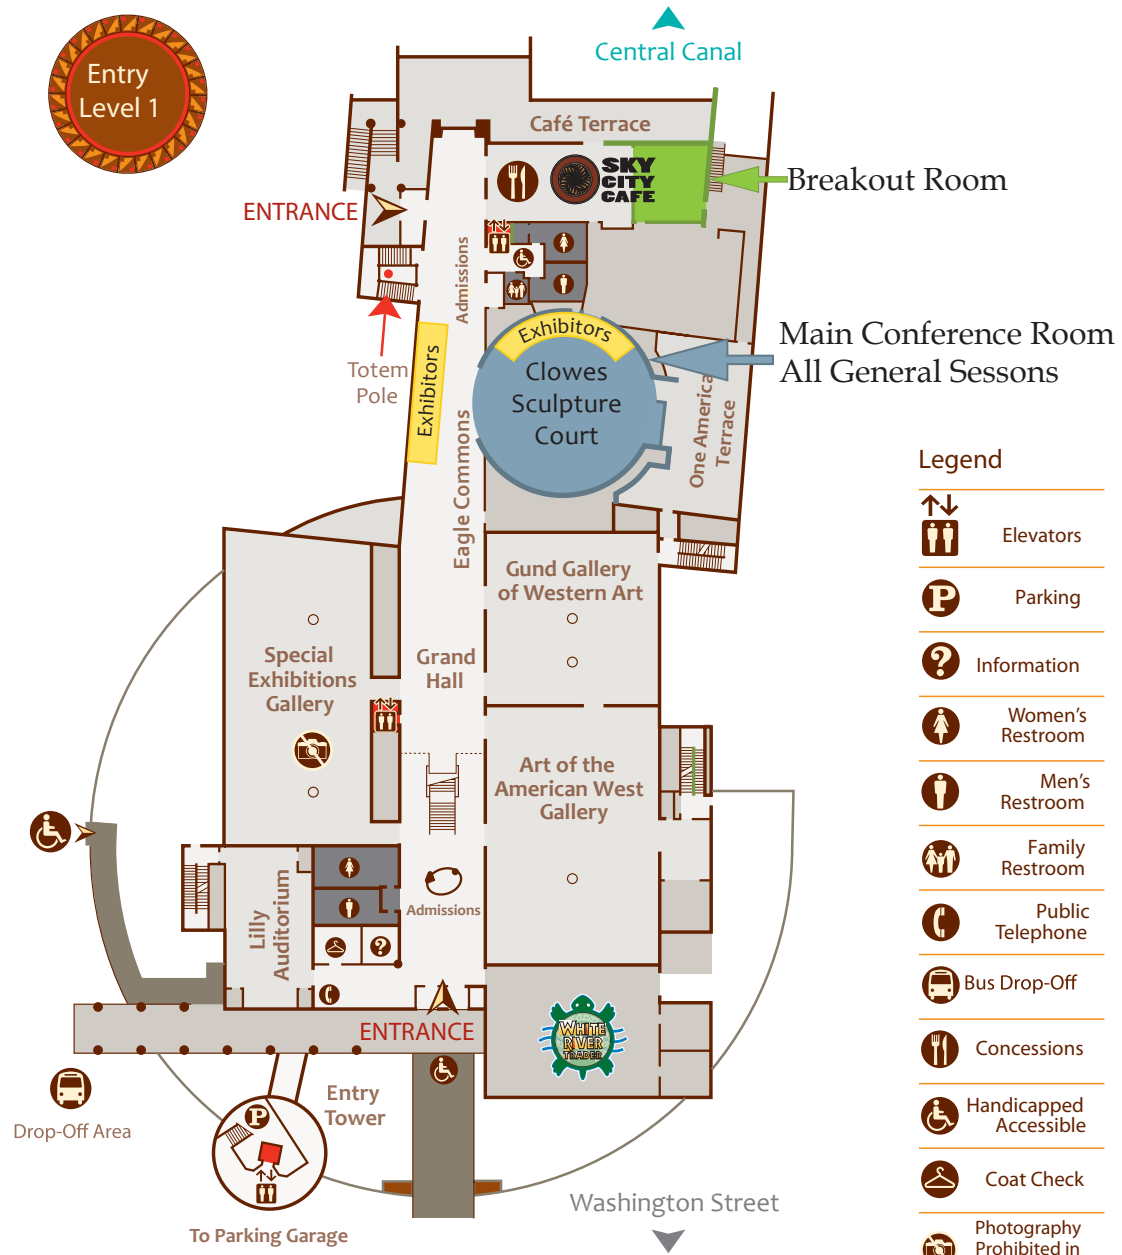 Entry
Level 1
Central Canal
Café Terrace
SKY
CITY
CAFE
Breakout Room
ENTRANCE
Admissions
Totem
Pole
Exhibitors
Exhibitors
Clowes
Sculpture
Court
Main Conference Room
All General Sessons
One America
Terrace
Eagle Commons
Gund Gallery
of Western Art
Special
Exhibitions
Gallery
Grand
Hall
Art of the
American West
Gallery
Lilly
Auditorium
Admissions
ENTRANCE
WHITE
RIVER
TRADER
Entry
Tower
Drop-Off Area
P
To Parking Garage
Washington Street
Legend
Elevators
P
Parking
?
Information
Women's
Restroom
Men's
Restroom
Family
Restroom
Public
Telephone
Bus Drop-Off
Concessions
Handicapped
Accessible
Coat Check
Photography
Prohibited in